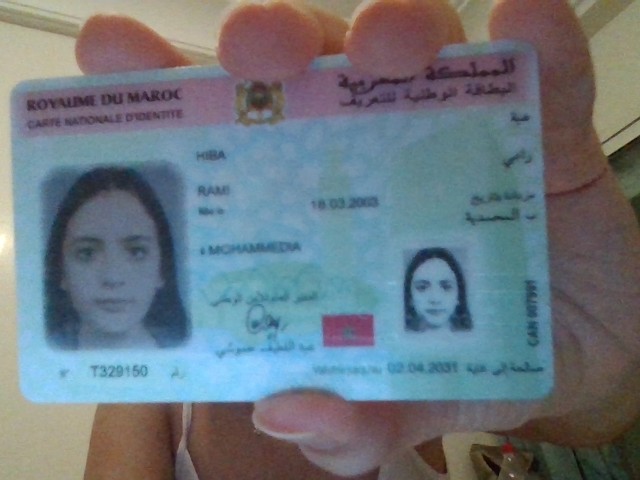 ROYAUME DU MAROC
CARTE NATIONALE D'IDENTITE
المملكة المغربية
البطاقة الوطنية للتعريف
HIBA
هبة
RAMI
رامي
Née le
18.03.2003
مزدادة بتاريخ
à MOHAMMEDIA
ب المحمدية
المدير العام للأمن الوطني
عبد اللطيف حموشي
N° T329150 رقم
Valable jusqu'au 02.04.2031 صالحة إلى غاية